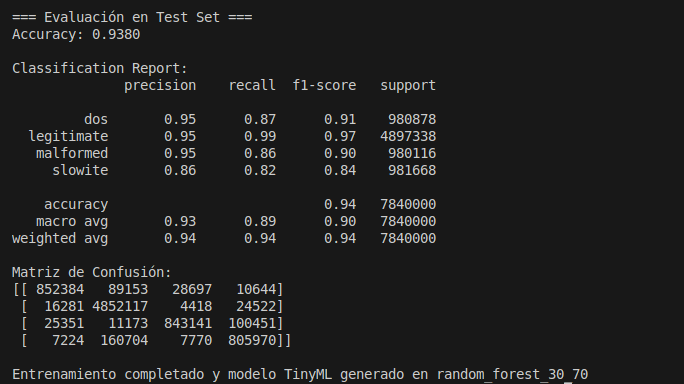 === Evaluación en Test Set ===
Accuracy: 0.9380
Classification Report:
precision recall f1-score support
dos 0.95 0.87 0.91 980878
legitimate 0.95 0.99 0.97 4897338
malformed 0.95 0.86 0.90 980116
slowite 0.86 0.82 0.84 981668
accuracy 0.94 7840000
macro avg 0.93 0.89 0.90 7840000
weighted avg 0.94 0.94 0.94 7840000
Matriz de Confusión:
[[ 852384 89153 28697 10644]
[ 16281 4852117 4418 24522]
[ 25351 11173 843141 100451]
[ 7224 160704 7770 805970]]
Entrenamiento completado y modelo TinyML generado en random_forest_30_70